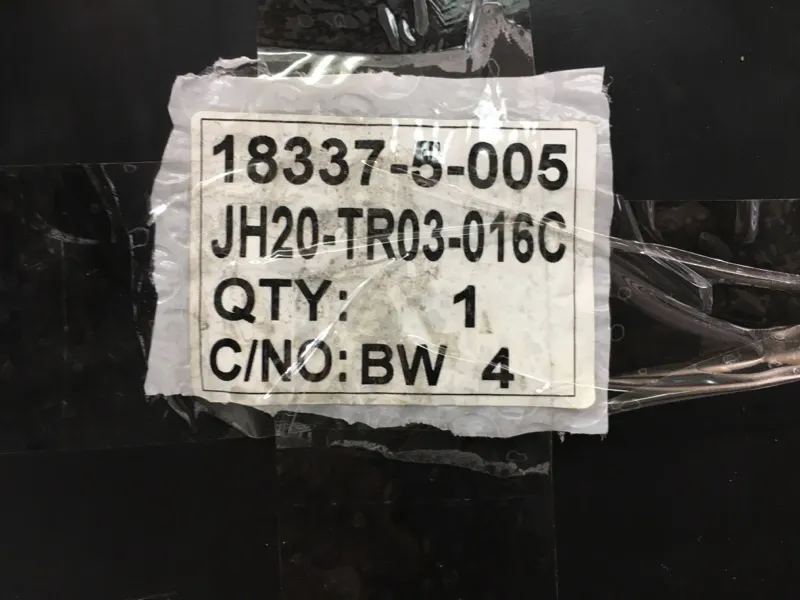 18337-5-005
JH20-TR03-016C
QTY: 1
C/NO: BW 4